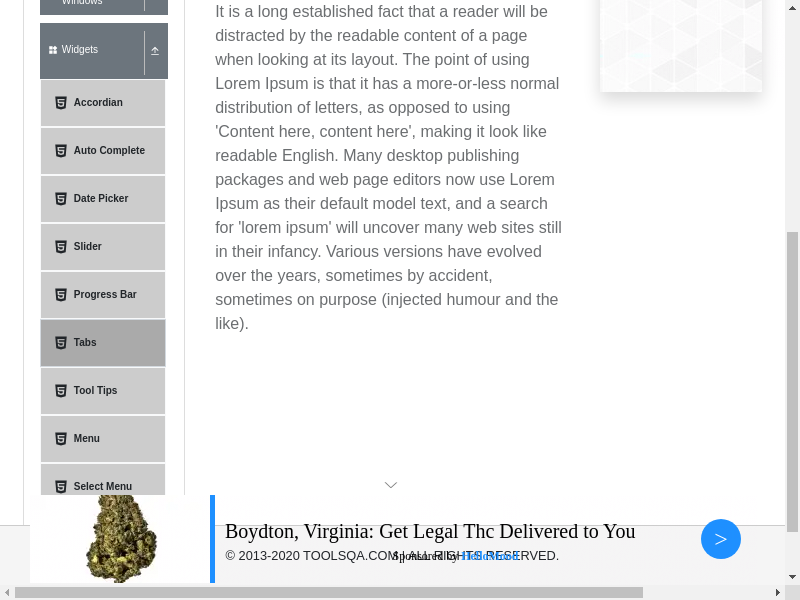 Windows
Widgets
Accordian
Auto Complete
Date Picker
Slider
Progress Bar
Tabs
Tool Tips
Menu
Select Menu
It is a long established fact that a reader will be
distracted by the readable content of a page
when looking at its layout. The point of using
Lorem Ipsum is that it has a more-or-less normal
distribution of letters, as opposed to using
'Content here, content here', making it look like
readable English. Many desktop publishing
packages and web page editors now use Lorem
Ipsum as their default model text, and a search
for 'lorem ipsum' will uncover many web sites still
in their infancy. Various versions have evolved
over the years, sometimes by accident,
sometimes on purpose (injected humour and the
like).
Boydton, Virginia: Get Legal Thc Delivered to You
>
© 2013-2020 TOOLSQA.COM | ALL RIGHTS RESERVED.
Sponsored by